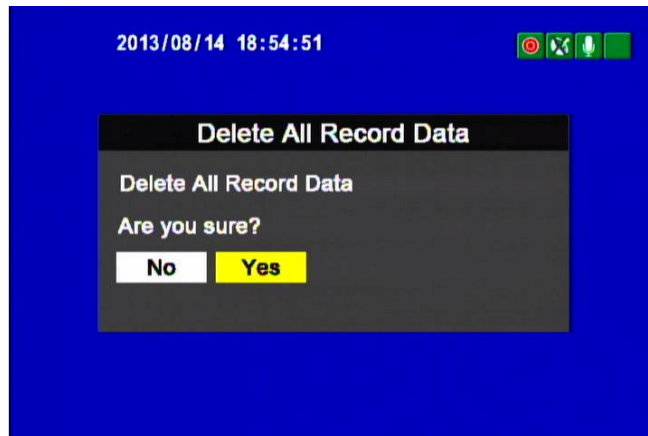 2013/08/14 18:54:51
Delete All Record Data
Delete All Record Data
Are you sure?
No Yes